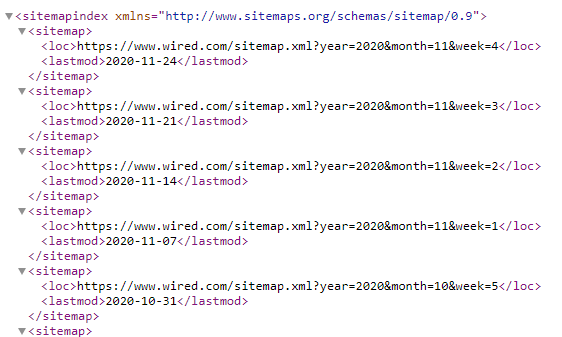 ▼<sitemapindex xmlns="http://www.sitemaps.org/schemas/sitemap/0.9">
▼<sitemap>
<loc>https://www.wired.com/sitemap.xml?year=2020&month=11&week=4</loc>
<lastmod>2020-11-24</lastmod>
</sitemap>
▼<sitemap>
<loc>https://www.wired.com/sitemap.xml?year=2020&month=11&week=3</loc>
<lastmod>2020-11-21</lastmod>
</sitemap>
▼<sitemap>
<loc>https://www.wired.com/sitemap.xml?year=2020&month=11&week=2</loc>
<lastmod>2020-11-14</lastmod>
</sitemap>
▼<sitemap>
<loc>https://www.wired.com/sitemap.xml?year=2020&month=11&week=1</loc>
<lastmod>2020-11-07</lastmod>
</sitemap>
▼<sitemap>
<loc>https://www.wired.com/sitemap.xml?year=2020&month=10&week=5</loc>
<lastmod>2020-10-31</lastmod>
</sitemap>
▼<sitemap>